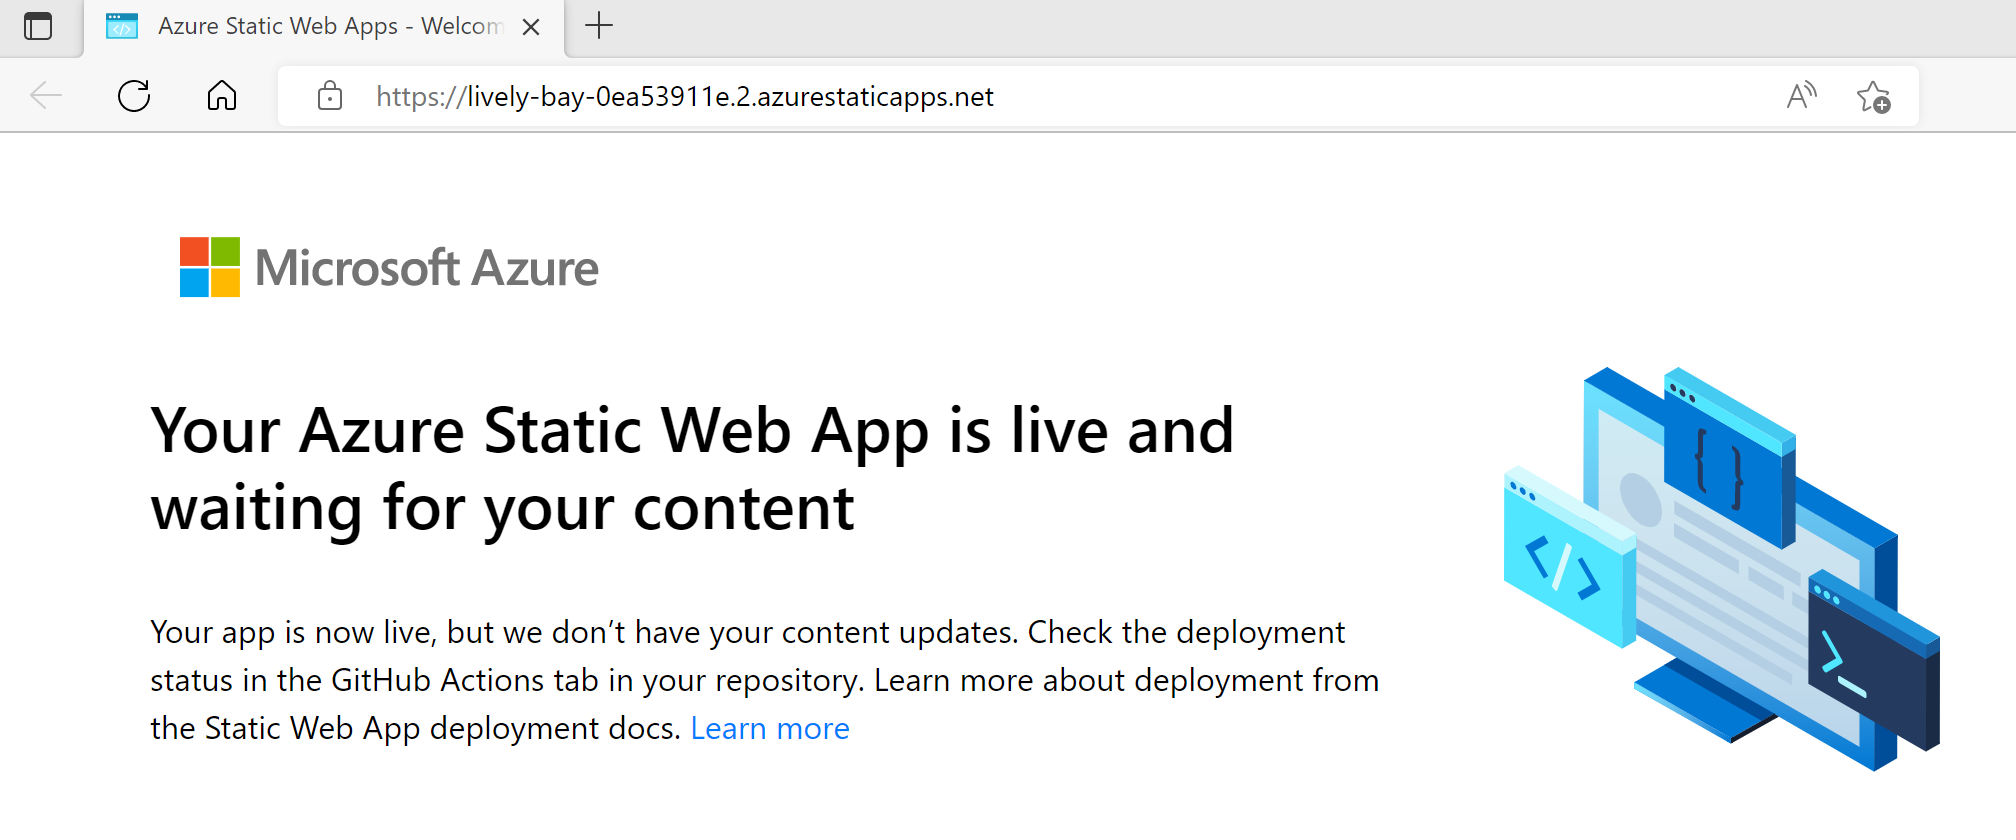 Azure Static Web Apps - Welcom
https://lively-bay-0ea53911e.2.azurestaticapps.net
Microsoft Azure
Your Azure Static Web App is live and
waiting for your content
Your app is now live, but we don’t have your content updates. Check the deployment
status in the GitHub Actions tab in your repository. Learn more about deployment from
the Static Web App deployment docs. Learn more